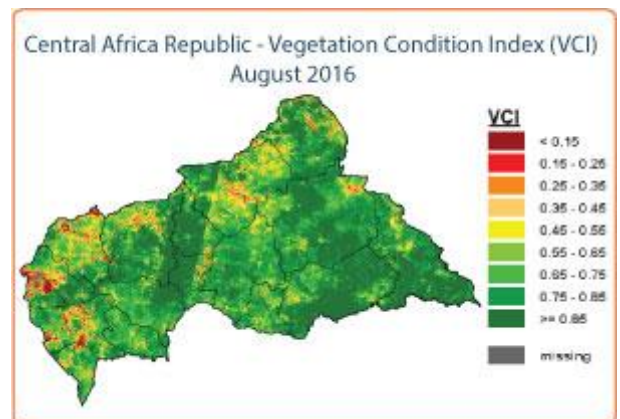 Central Africa Republic - Vegetation Condition Index (VCI)
August 2016
VCI
< 0.15
0.15 - 0.25
0.25 - 0.35
0.35 - 0.45
0.45 - 0.55
0.55 - 0.65
0.65 - 0.75
0.75 - 0.85
>= 0.85
missing